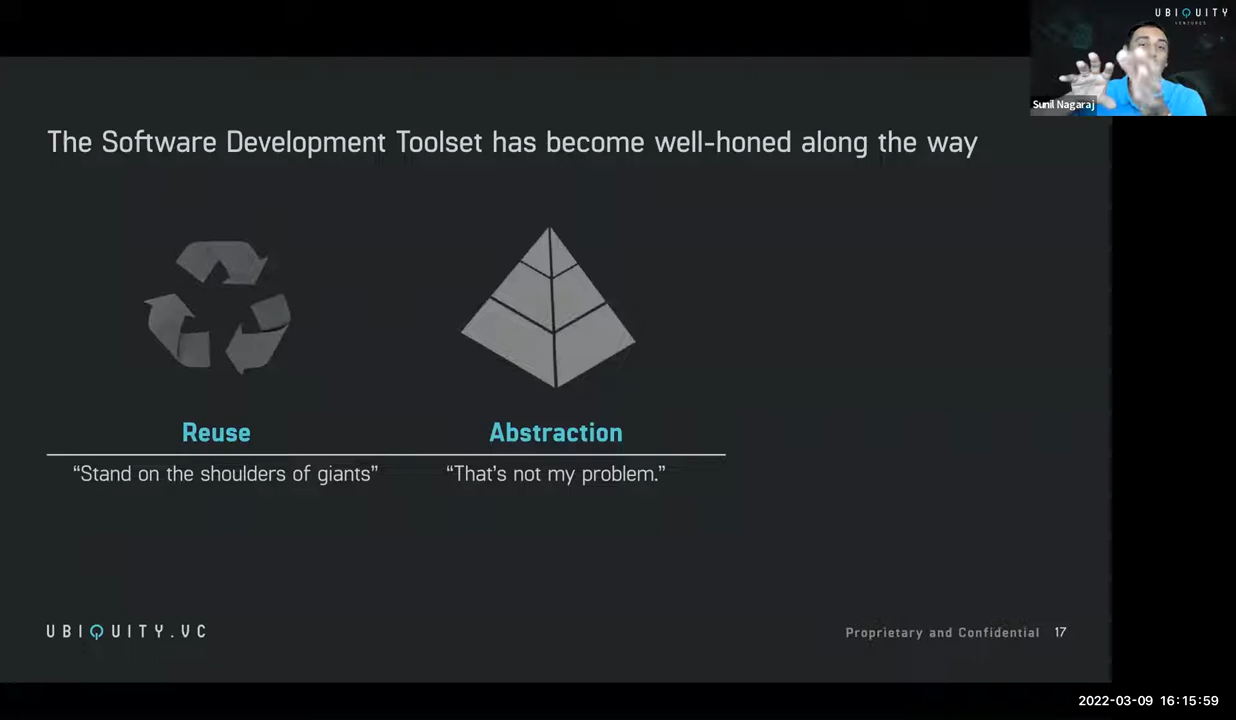 UBIQUITY
VENTURES
Sunil Nagaraj
The Software Development Toolset has become well-honed along the way
Reuse
Abstraction
“Stand on the shoulders of giants”
“That’s not my problem.”
UBIQUITY.VC
Proprietary and Confidential 17
2022-03-09 16:15:59